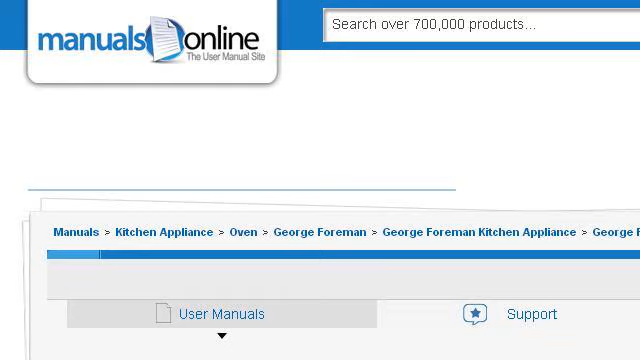 manuals online
The User Manual Site
Search over 700,000 products...
Manuals > Kitchen Appliance > Oven > George Foreman > George Foreman Kitchen Appliance > George F
User Manuals
Support